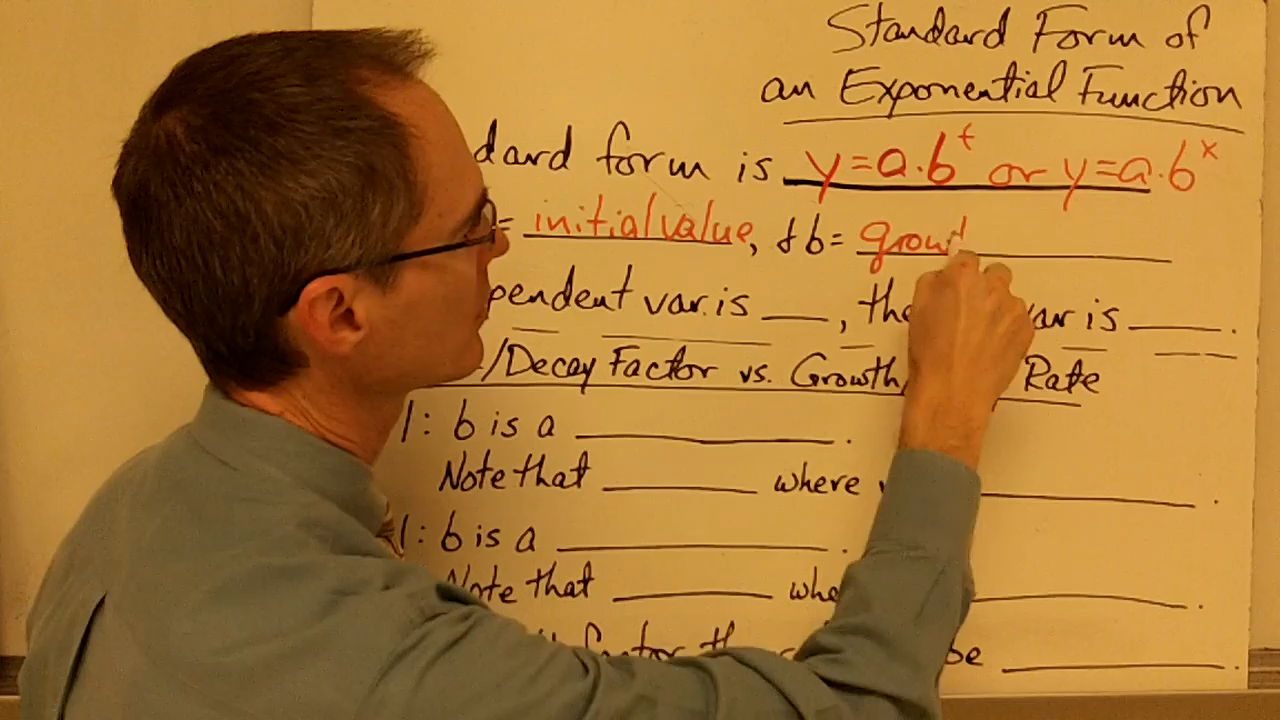 Standard Form of
an Exponential Function
dard form is y=a·b^t or y=a·b^x
= initial value, & b= growt
pendent var. is ___, the var is ___.
/Decay Factor vs. Growth Rate
1: b is a ___.
Note that ___ where ___.
1: b is a ___.
Note that ___ whe ___.
factor be ___.